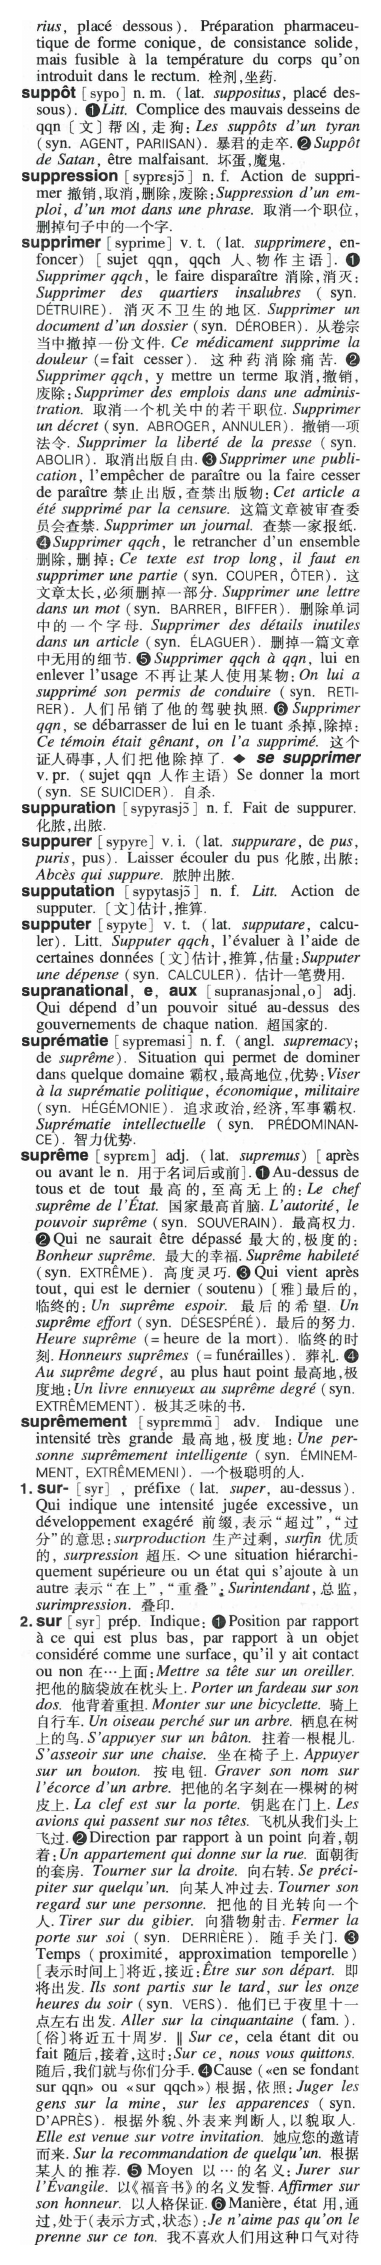 rius, placé dessous). Préparation pharmaceu-
tique de forme conique, de consistance solide,
mais fusible à la température du corps qu'on
introduit dans le rectum. 栓剂,坐药.
suppôt [sypo] n. m. (lat. suppositus, placé des-
sous). ❶Litt. Complice des mauvais desseins de
qqn〔文〕帮凶,走狗: Les suppôts d'un tyran
(syn. AGENT, PARIISAN). 暴君的走卒. ❷ Suppôt
de Satan, être malfaisant. 坏蛋,魔鬼.
suppression [sypresjɔ̃] n. f. Action de suppri-
mer 撤销,取消,删除,废除: Suppression d'un em-
ploi, d'un mot dans une phrase. 取消一个职位,
删掉句子中的一个字.
supprimer [syprime] v. t. (lat. supprimere, en-
foncer) [sujet qqn, qqch 人、物作主语]. ❶
Supprimer qqch, le faire disparaître 消除,消灭:
Supprimer des quartiers insalubres (syn.
DÉTRUIRE). 消灭不卫生的地区. Supprimer un
document d'un dossier (syn. DÉROBER). 从卷宗
当中撤掉一份文件. Ce médicament supprime la
douleur (= fait cesser). 这种药消除痛苦. ❷
Supprimer qqch, y mettre un terme 取消,撤销,
废除: Supprimer des emplois dans une adminis-
tration. 取消一个机关中的若干职位. Supprimer
un décret (syn. ABROGER, ANNULER). 撤销一项
法令. Supprimer la liberté de la presse (syn.
ABOLIR). 取消出版自由. ❸ Supprimer une publi-
cation, l'empêcher de paraître ou la faire cesser
de paraître 禁止出版,查禁出版物: Cet article a
été supprimé par la censure. 这篇文章被审查委
员会查禁. Supprimer un journal. 查禁一家报纸.
❹ Supprimer qqch, le retrancher d'un ensemble
删除,删掉: Ce texte est trop long, il faut en
supprimer une partie (syn. COUPER, ÔTER). 这
文章太长,必须删掉一部分. Supprimer une lettre
dans un mot (syn. BARRER, BIFFER). 删除单词
中的一个字母. Supprimer des détails inutiles
dans un article (syn. ÉLAGUER). 删掉一篇文章
中无用的细节. ❺ Supprimer qqch à qqn, lui en
enlever l'usage 不再让某人使用某物: On lui a
supprimé son permis de conduire (syn. RETI-
RER). 人们吊销了他的驾驶执照. ❻ Supprimer
qqn, se débarrasser de lui en le tuant 杀掉,除掉:
Ce témoin était gênant, on l'a supprimé. 这个
证人碍事,人们把他除掉了. ◆ se supprimer
v. pr. (sujet qqn 人作主语) Se donner la mort
(syn. SE SUICIDER). 自杀.
suppuration [sypyrasjɔ̃] n. f. Fait de suppurer.
化脓,出脓.
suppurer [sypyre] v. i. (lat. suppurare, de pus,
puris, pus). Laisser écouler du pus 化脓,出脓:
Abcès qui suppure. 脓肿出脓.
supputation [sypytasjɔ̃] n. f. Litt. Action de
supputer.〔文〕估计,推算.
supputer [sypyte] v. t. (lat. supputare, calcu-
ler). Litt. Supputer qqch, l'évaluer à l'aide de
certaines données〔文〕估计,推算,估量: Supputer
une dépense (syn. CALCULER). 估计一笔费用.
supranational, e, aux [supranasjɔnal,o] adj.
Qui dépend d'un pouvoir situé au-dessus des
gouvernements de chaque nation. 超国家的.
suprématie [sypremasi] n. f. (angl. supremacy;
de suprême). Situation qui permet de dominer
dans quelque domaine 霸权,最高地位,优势: Viser
à la suprématie politique, économique, militaire
(syn. HÉGÉMONIE). 追求政治,经济,军事霸权.
Suprématie intellectuelle (syn. PRÉDOMINAN-
CE). 智力优势.
suprême [syprɛm] adj. (lat. supremus) [après
ou avant le n. 用于名词后或前]. ❶Au-dessus de
tous et de tout 最高的,至高无上的: Le chef
suprême de l'État. 国家最高首脑. L'autorité, le
pouvoir suprême (syn. SOUVERAIN). 最高权力.
❷ Qui ne saurait être dépassé 最大的,极度的:
Bonheur suprême. 最大的幸福. Suprême habileté
(syn. EXTRÊME). 高度灵巧. ❸ Qui vient après
tout, qui est le dernier (soutenu)〔雅〕最后的,
临终的: Un suprême espoir. 最后的希望. Un
suprême effort (syn. DÉSESPÉRÉ). 最后的努力.
Heure suprême (= heure de la mort). 临终的时
刻. Honneurs suprêmes (= funérailles). 葬礼. ❹
Au suprême degré, au plus haut point 最高地,极
度地: Un livre ennuyeux au suprême degré (syn.
EXTRÊMEMENT). 极其乏味的书.
suprêmement [syprɛmmɑ̃] adv. Indique une
intensité très grande 最高地,极度地: Une per-
sonne suprêmement intelligente (syn. ÉMINEM-
MENT, EXTRÊMEMENI). 一个极聪明的人.
1. sur- [syr] , préfixe (lat. super, au-dessus).
Qui indique une intensité jugée excessive, un
développement exagéré 前缀,表示“超过”,“过
分”的意思: surproduction 生产过剩, surfin 优质
的, surpression 超压. ◇ une situation hiérarchi-
quement supérieure ou un état qui s'ajoute à un
autre 表示“在上”,“重叠”: Surintendant, 总监,
surimpression. 叠印.
2. sur [syr] prép. Indique: ❶ Position par rapport
à ce qui est plus bas, par rapport à un objet
considéré comme une surface, qu'il y ait contact
ou non 在…上面: Mettre sa tête sur un oreiller.
把他的脑袋放在枕头上. Porter un fardeau sur son
dos. 他背着重担. Monter sur une bicyclette. 骑上
自行车. Un oiseau perché sur un arbre. 栖息在树
上的鸟. S'appuyer sur un bâton. 拄着一根棍儿.
S'asseoir sur une chaise. 坐在椅子上. Appuyer
sur un bouton. 按电钮. Graver son nom sur
l'écorce d'un arbre. 把他的名字刻在一棵树的树
皮上. La clef est sur la porte. 钥匙在门上. Les
avions qui passent sur nos têtes. 飞机从我们头上
飞过. ❷ Direction par rapport à un point 向着,朝
着: Un appartement qui donne sur la rue. 面朝街
的套房. Tourner sur la droite. 向右转. Se préci-
piter sur quelqu'un. 向某人冲过去. Tourner son
regard sur une personne. 把他的目光转向一个
人. Tirer sur du gibier. 向猎物射击. Fermer la
porte sur soi (syn. DERRIÈRE). 随手关门. ❸
Temps (proximité, approximation temporelle)
[表示时间上]将近,接近: Être sur son départ. 即
将出发. Ils sont partis sur le tard, sur les onze
heures du soir (syn. VERS). 他们已于夜里十一
点左右出发. Aller sur la cinquantaine (fam.).
〔俗〕将近五十周岁. ‖ Sur ce, cela étant dit ou
fait 随后,接着,这时: Sur ce, nous vous quittons.
随后,我们就与你们分手. ❹ Cause («en se fondant
sur qqn» ou «sur qqch») 根据,依照: Juger les
gens sur la mine, sur les apparences (syn.
D'APRÈS). 根据外貌、外表来判断人,以貌取人.
Elle est venue sur votre invitation. 她应您的邀请
而来. Sur la recommandation de quelqu'un. 根据
某人的推荐. ❺ Moyen 以…的名义: Jurer sur
l'Évangile. 以《福音书》的名义发誓. Affirmer sur
son honneur. 以人格保证. ❻ Manière, état 用,通
过,处于(表示方式,状态): Je n'aime pas qu'on le
prenne sur ce ton. 我不喜欢人们用这种口气对待